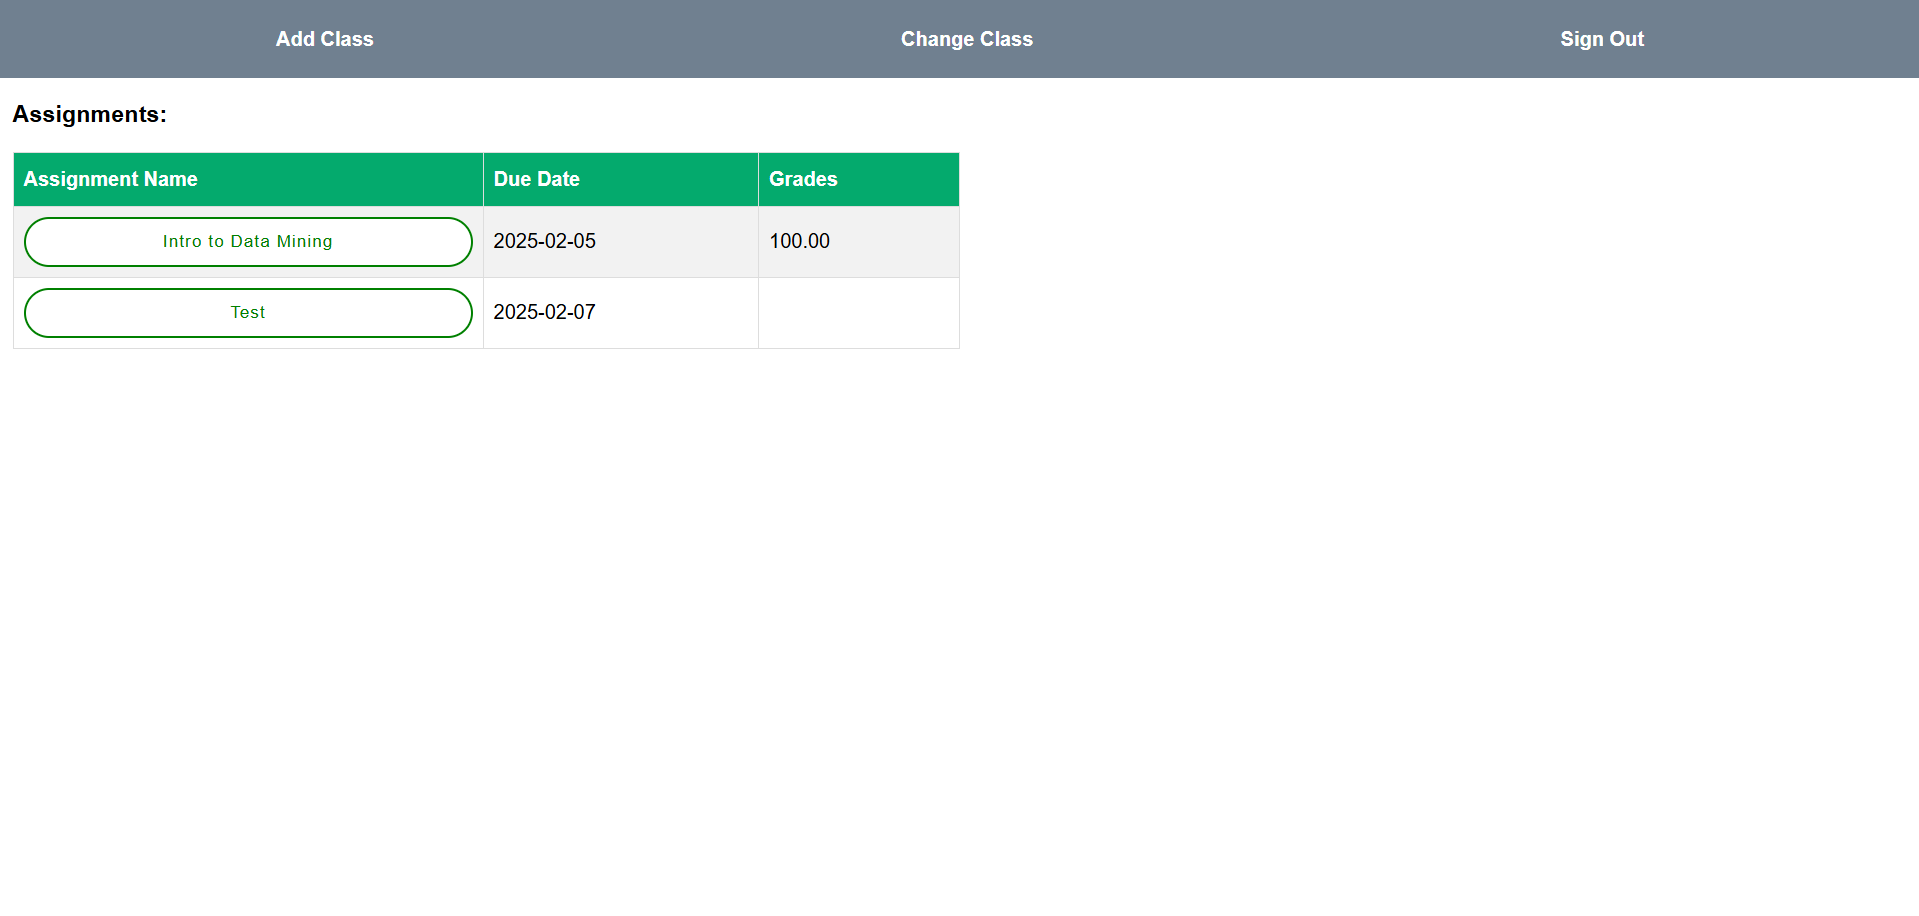 Add Class Change Class Sign Out
Assignments:
Assignment Name Due Date Grades
Intro to Data Mining 2025-02-05 100.00
Test 2025-02-07